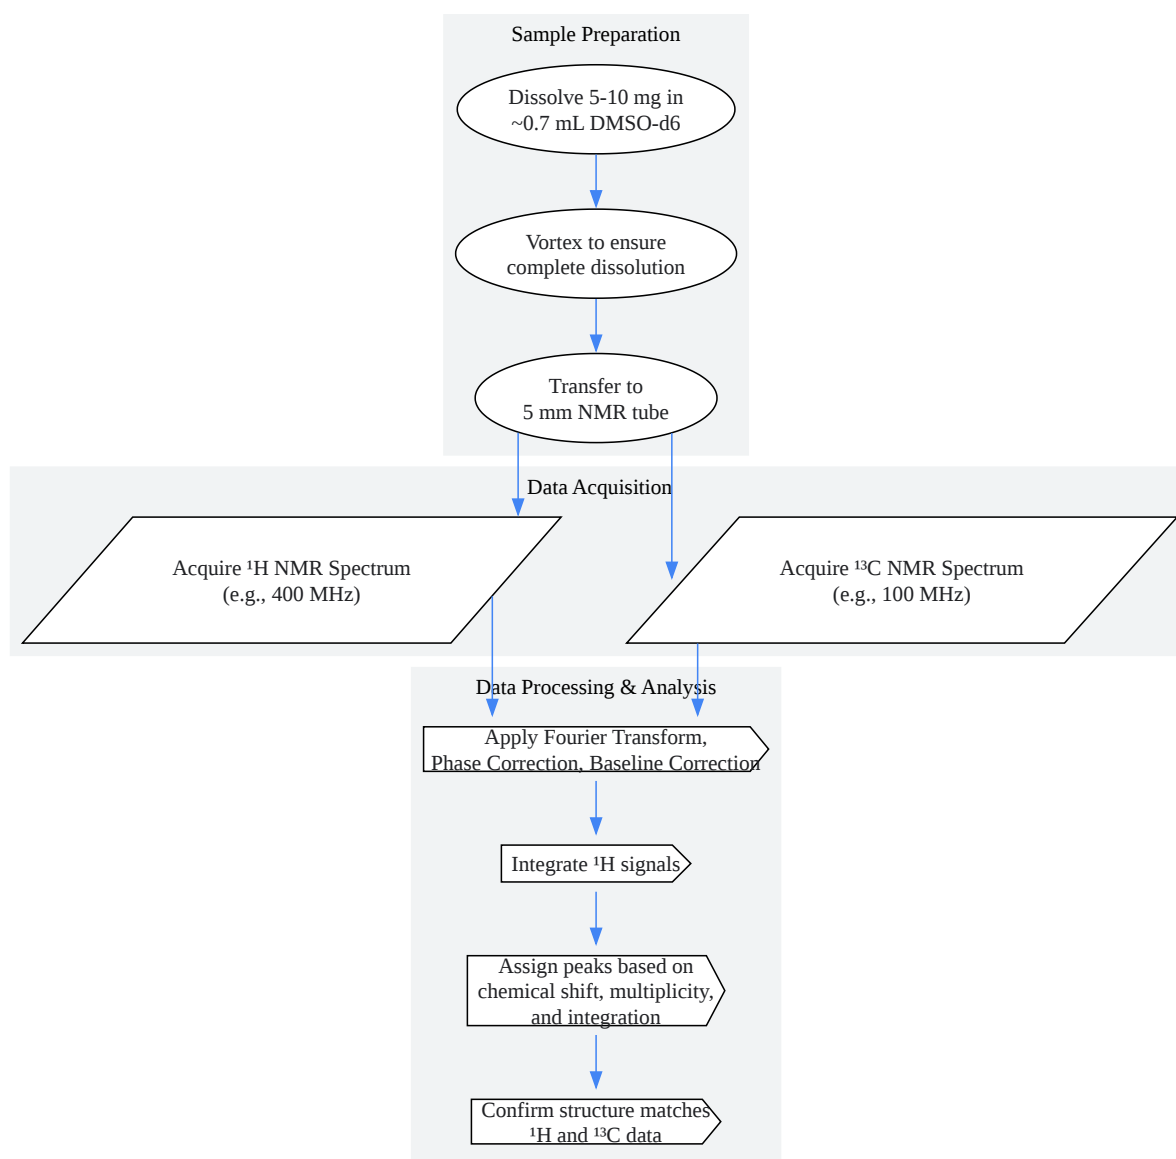 Sample Preparation
Dissolve 5-10 mg in
~0.7 mL DMSO-d6
Vortex to ensure
complete dissolution
Transfer to
5 mm NMR tube
Data Acquisition
Acquire ¹H NMR Spectrum
(e.g., 400 MHz)
Acquire ¹³C NMR Spectrum
(e.g., 100 MHz)
Data Processing & Analysis
Apply Fourier Transform,
Phase Correction, Baseline Correction
Integrate ¹H signals
Assign peaks based on
chemical shift, multiplicity,
and integration
Confirm structure matches
¹H and ¹³C data